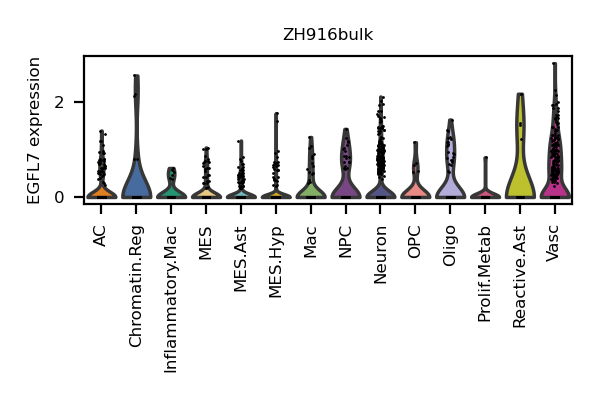 ZH916bulk
EGFL7 expression
2
0
AC
Chromatin.Reg
Inflammatory.Mac
MES
MES.Ast
MES.Hyp
Mac
NPC
Neuron
OPC
Oligo
Prolif.Metab
Reactive.Ast
Vasc